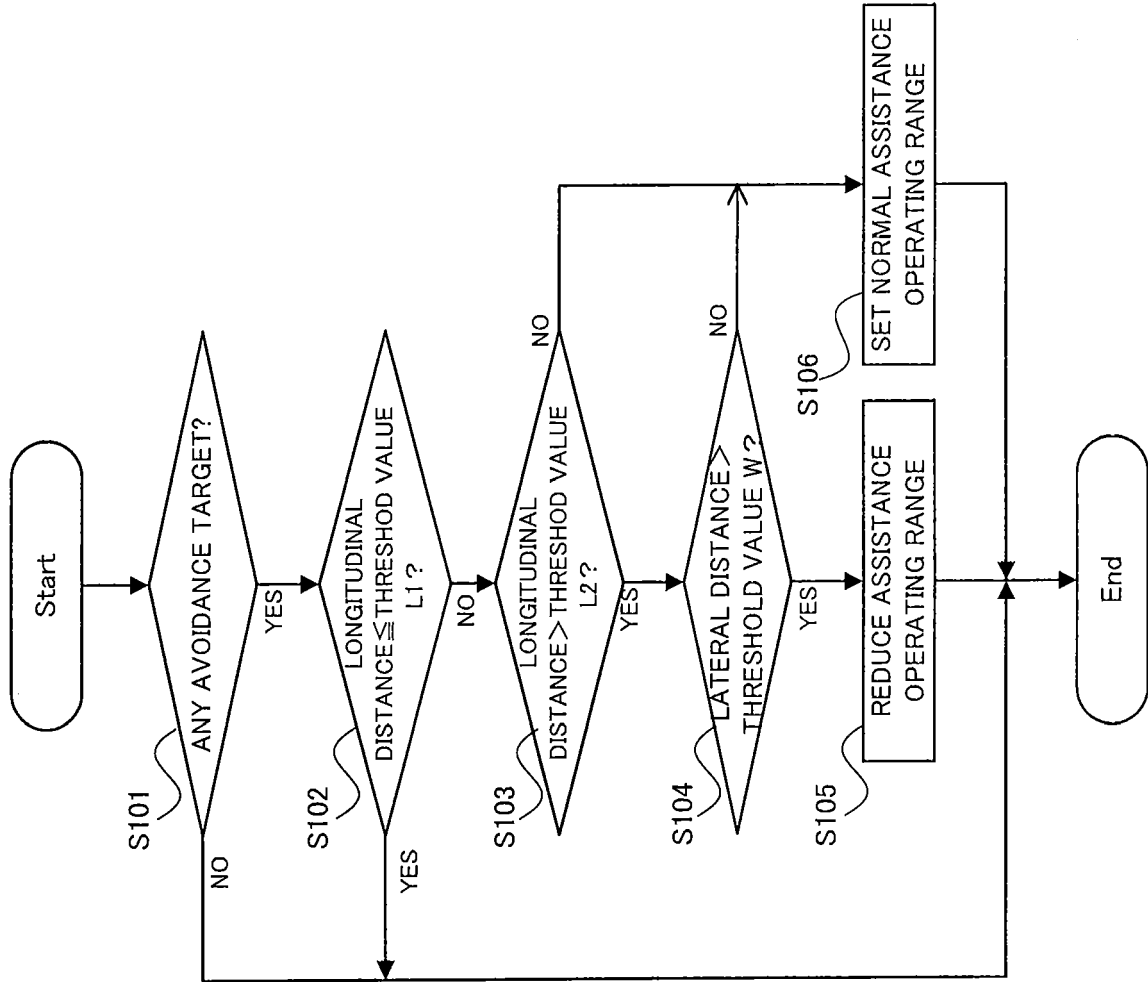 Start
S101
ANY AVOIDANCE TARGET?
NO
YES
S102
LONGITUDINAL
DISTANCE≦THRESHOLD VALUE
L1?
YES
NO
S103
LONGITUDINAL
DISTANCE>THRESHOLD VALUE
L2?
NO
YES
S104
LATERAL DISTANCE>
THRESHOLD VALUE W?
NO
YES
S105
REDUCE ASSISTANCE
OPERATING RANGE
S106
SET NORMAL ASSISTANCE
OPERATING RANGE
End